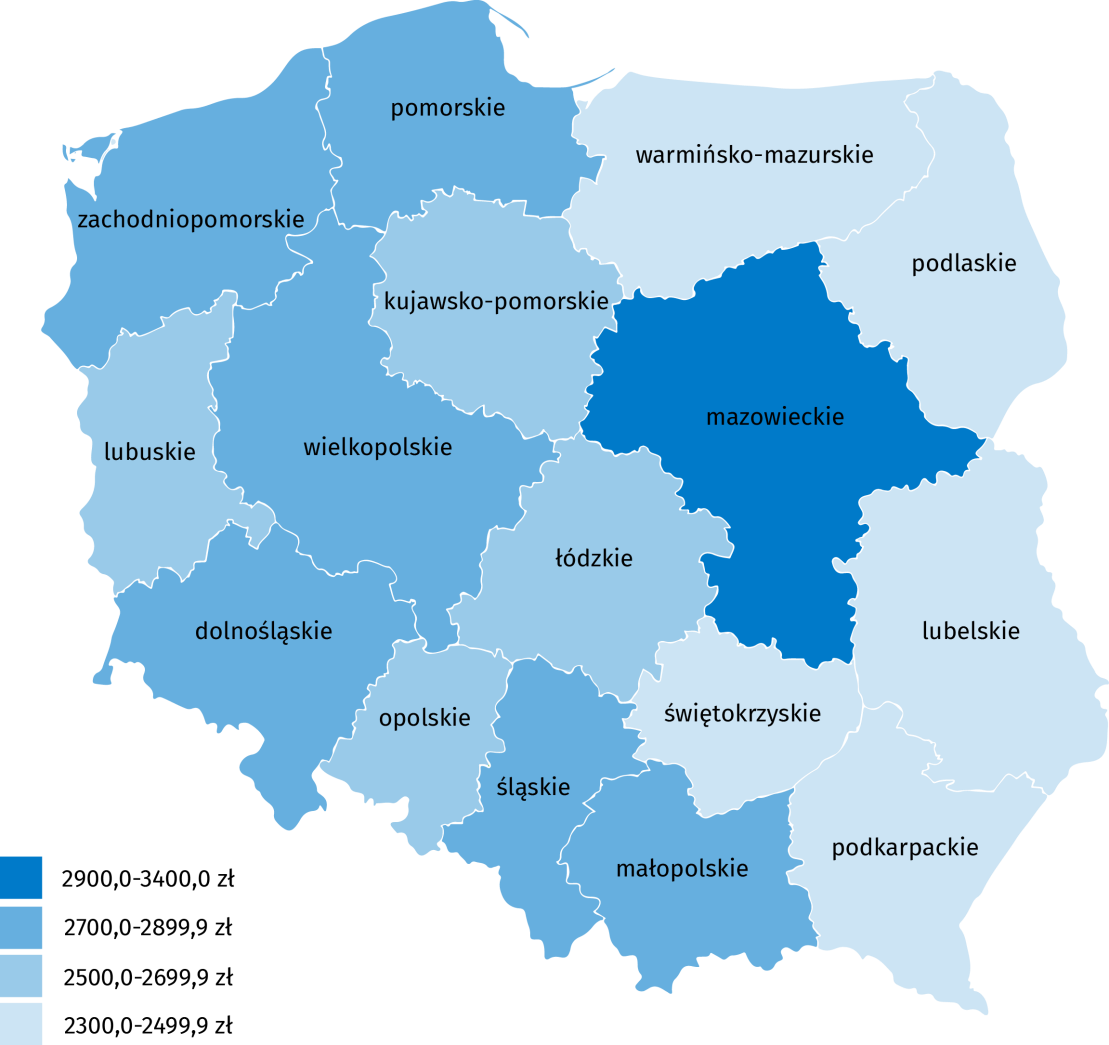 pomorskie
warmińsko-mazurskie
zachodniopomorskie
podlaskie
kujawsko-pomorskie
mazowieckie
lubuskie
wielkopolskie
łódzkie
dolnośląskie
lubelskie
opolskie
świętokrzyskie
śląskie
podkarpackie
małopolskie
2900,0-3400,0 zł
2700,0-2899,9 zł
2500,0-2699,9 zł
2300,0-2499,9 zł